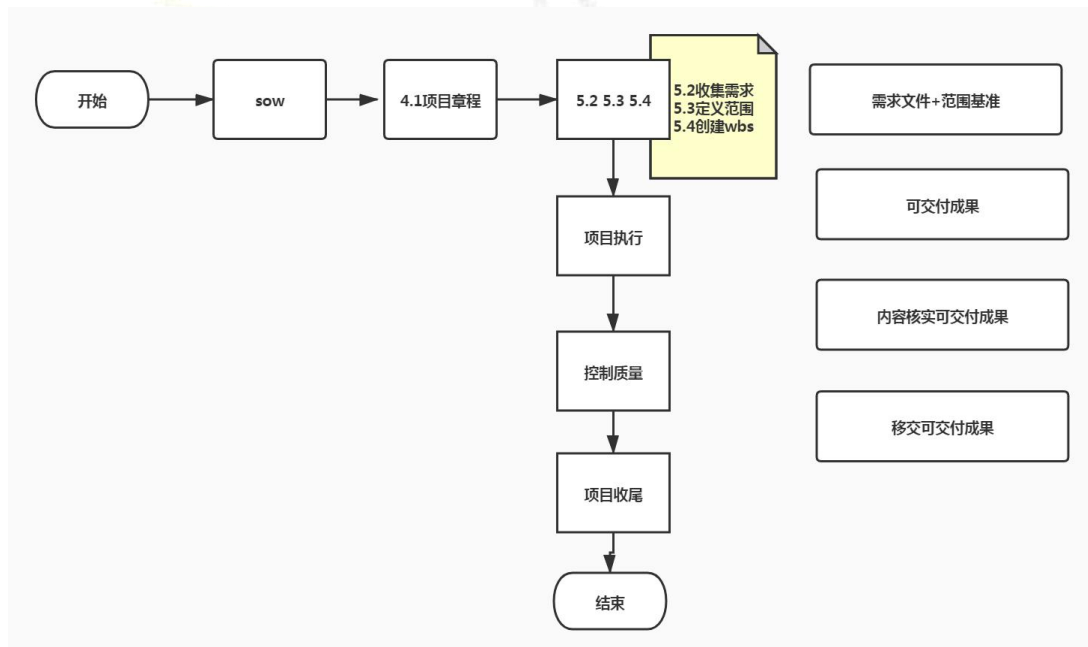 开始
sow
4.1项目章程
5.2 5.3 5.4
5.2收集需求
5.3定义范围
5.4创建wbs
需求文件+范围基准
可交付成果
项目执行
内容核实可交付成果
控制质量
移交可交付成果
项目收尾
结束